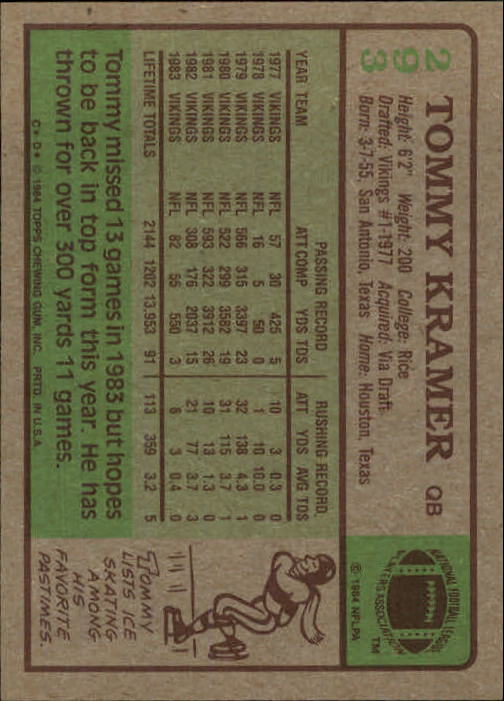 293
TOMMY KRAMER QB
Height: 6'2" Weight: 200 College: Rice
Drafted: Vikings #1-1977 Acquired: Via Draft
Born: 3-7-55, San Antonio, Texas Home: Houston, Texas
NATIONAL FOOTBALL LEAGUE
PLAYERS ASSOCIATION
TM
© 1984 NFLPA
PASSING RECORD RUSHING RECORD
YEAR TEAM ATT COMP YDS TDS ATT YDS AVG TDS
1977 VIKINGS NFL 57 30 425 5 10 3 0.3 0
1978 VIKINGS NFL 16 5 50 0 1 10 10.0 0
1979 VIKINGS NFL 566 315 3397 23 32 138 4.3 1
1980 VIKINGS NFL 522 299 3582 19 31 115 3.7 1
1981 VIKINGS NFL 593 322 3912 26 10 13 1.3 0
1982 VIKINGS NFL 308 176 2037 15 21 77 3.7 3
1983 VIKINGS NFL 82 55 550 3 8 3 0.4 0
LIFETIME TOTALS 2144 1202 13,953 91 113 359 3.2 5
Tommy missed 13 games in 1983 but hopes
to be back in top form this year. He has
thrown for over 300 yards 11 games.
C* D* © 1984 TOPPS CHEWING GUM, INC. PRTD. IN U.S.A.
TOMMY
LISTS ICE
SKATING
AMONG
HIS
FAVORITE
PASTIMES.